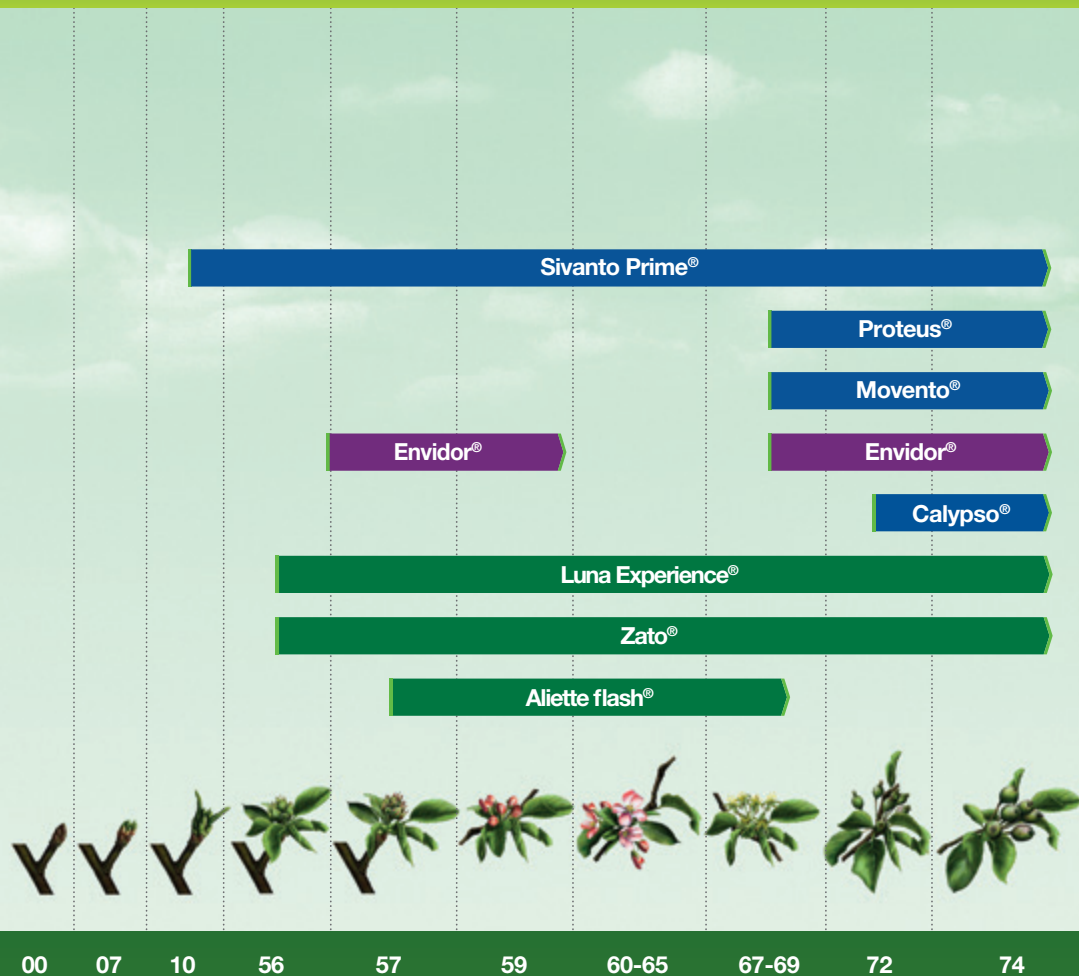 Sivanto Prime®
Proteus®
Movento®
Envidor® Envidor®
Calypso®
Luna Experience®
Zato®
Aliette flash®
00 07 10 56 57 59 60-65 67-69 72 74